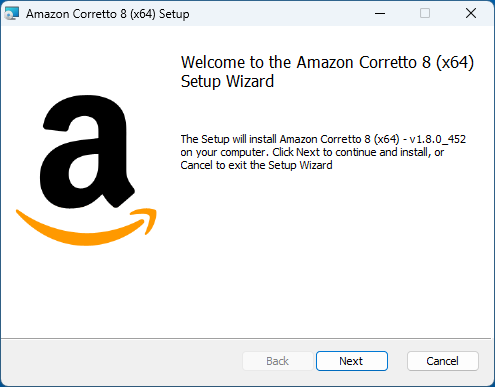 Amazon Corretto 8 (x64) Setup
Welcome to the Amazon Corretto 8 (x64)
Setup Wizard
The Setup will install Amazon Corretto 8 (x64) - v1.8.0_452
on your computer. Click Next to continue and install, or
Cancel to exit the Setup Wizard
a
Back Next Cancel